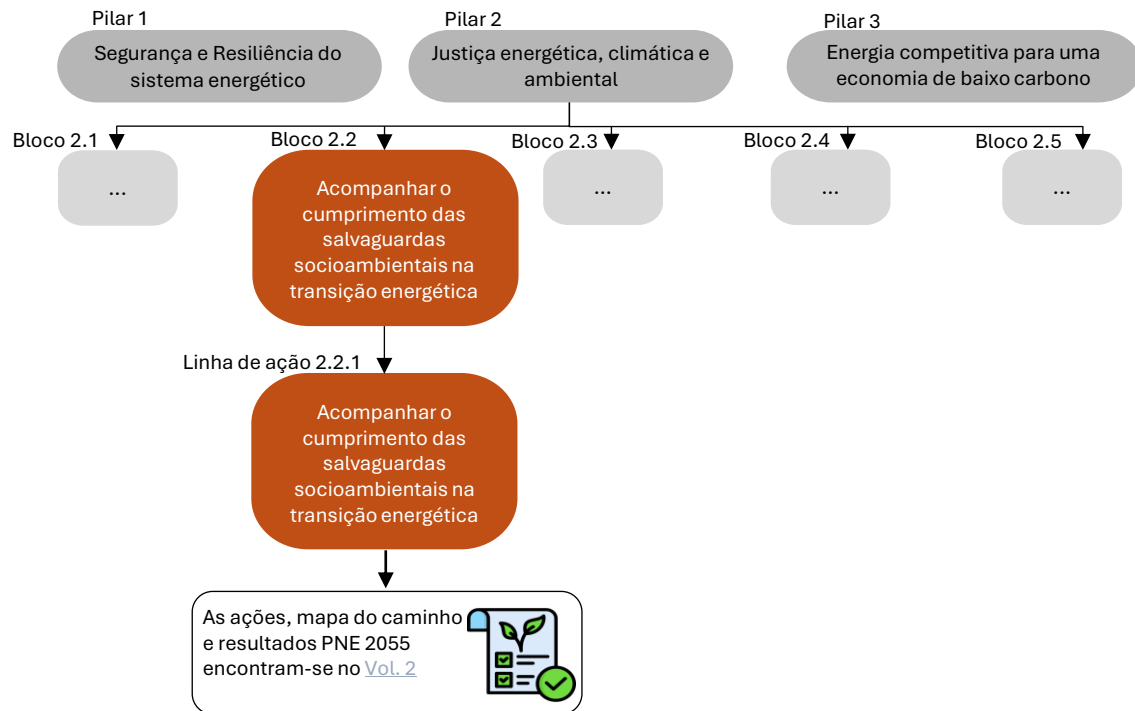 Pilar 1
Segurança e Resiliência do
sistema energético
Pilar 2
Justiça energética, climática e
ambiental
Pilar 3
Energia competitiva para uma
economia de baixo carbono
Bloco 2.1
...
Bloco 2.2
Acompanhar o
cumprimento das
salvaguardas
socioambientais na
transição energética
Bloco 2.3
...
Bloco 2.4
...
Bloco 2.5
...
Linha de ação 2.2.1
Acompanhar o
cumprimento das
salvaguardas
socioambientais na
transição energética
As ações, mapa do caminho
e resultados PNE 2055
encontram-se no Vol. 2